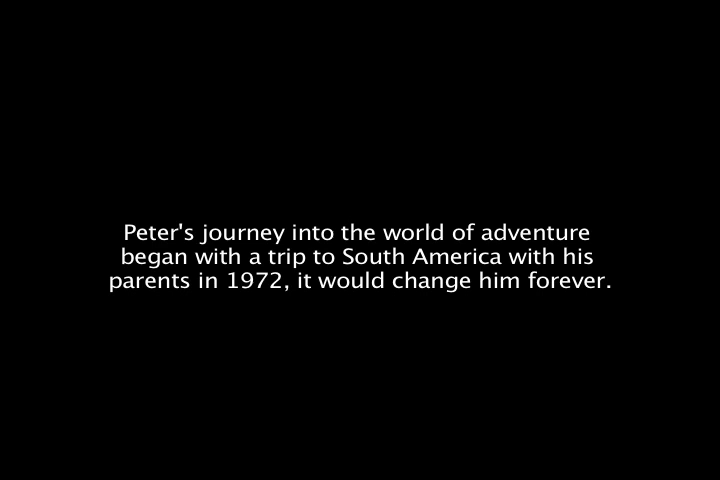 Peter's journey into the world of adventure
began with a trip to South America with his
parents in 1972, it would change him forever.